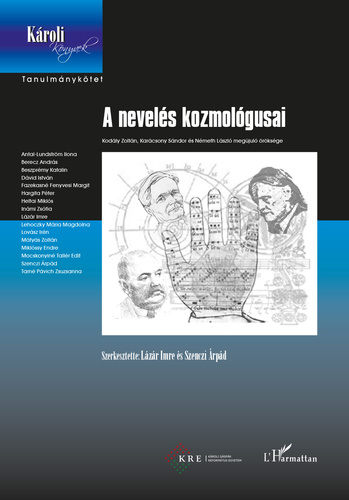 Károli
Könyvek
Tanulmánykötet
A nevelés kozmológusai
Kodály Zoltán, Karácsony Sándor és Németh László megújuló öröksége
Antal-Lundström Ilona
Berecz András
Beszprémy Katalin
Dávid István
Fazekasné Fenyvesi Margit
Hargita Péter
Heltai Miklós
Inámi Zsófia
Lázár Imre
Lehoczky Mária Magdolna
Lovász Irén
Mátyás Zoltán
Miklóssy Endre
Mocskonyiné Tallér Edit
Szenczi Árpád
Tamé Pávich Zsuzsanna
Szerkesztette: Lázár Imre és Szenczi Árpád
KRE
KÁROLI GÁSPÁR
REFORMÁTUS EGYETEM
L'Harmattan